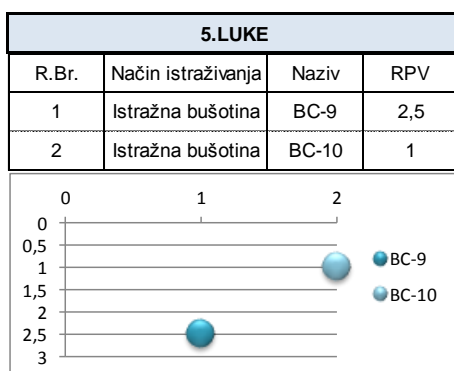 5.LUKE
R.Br. Način istraživanja Naziv RPV
1 Istražna bušotina BC-9 2,5
2 Istražna bušotina BC-10 1
0 1 2
0
0,5
1
1,5
2
2,5
3
BC-9
BC-10